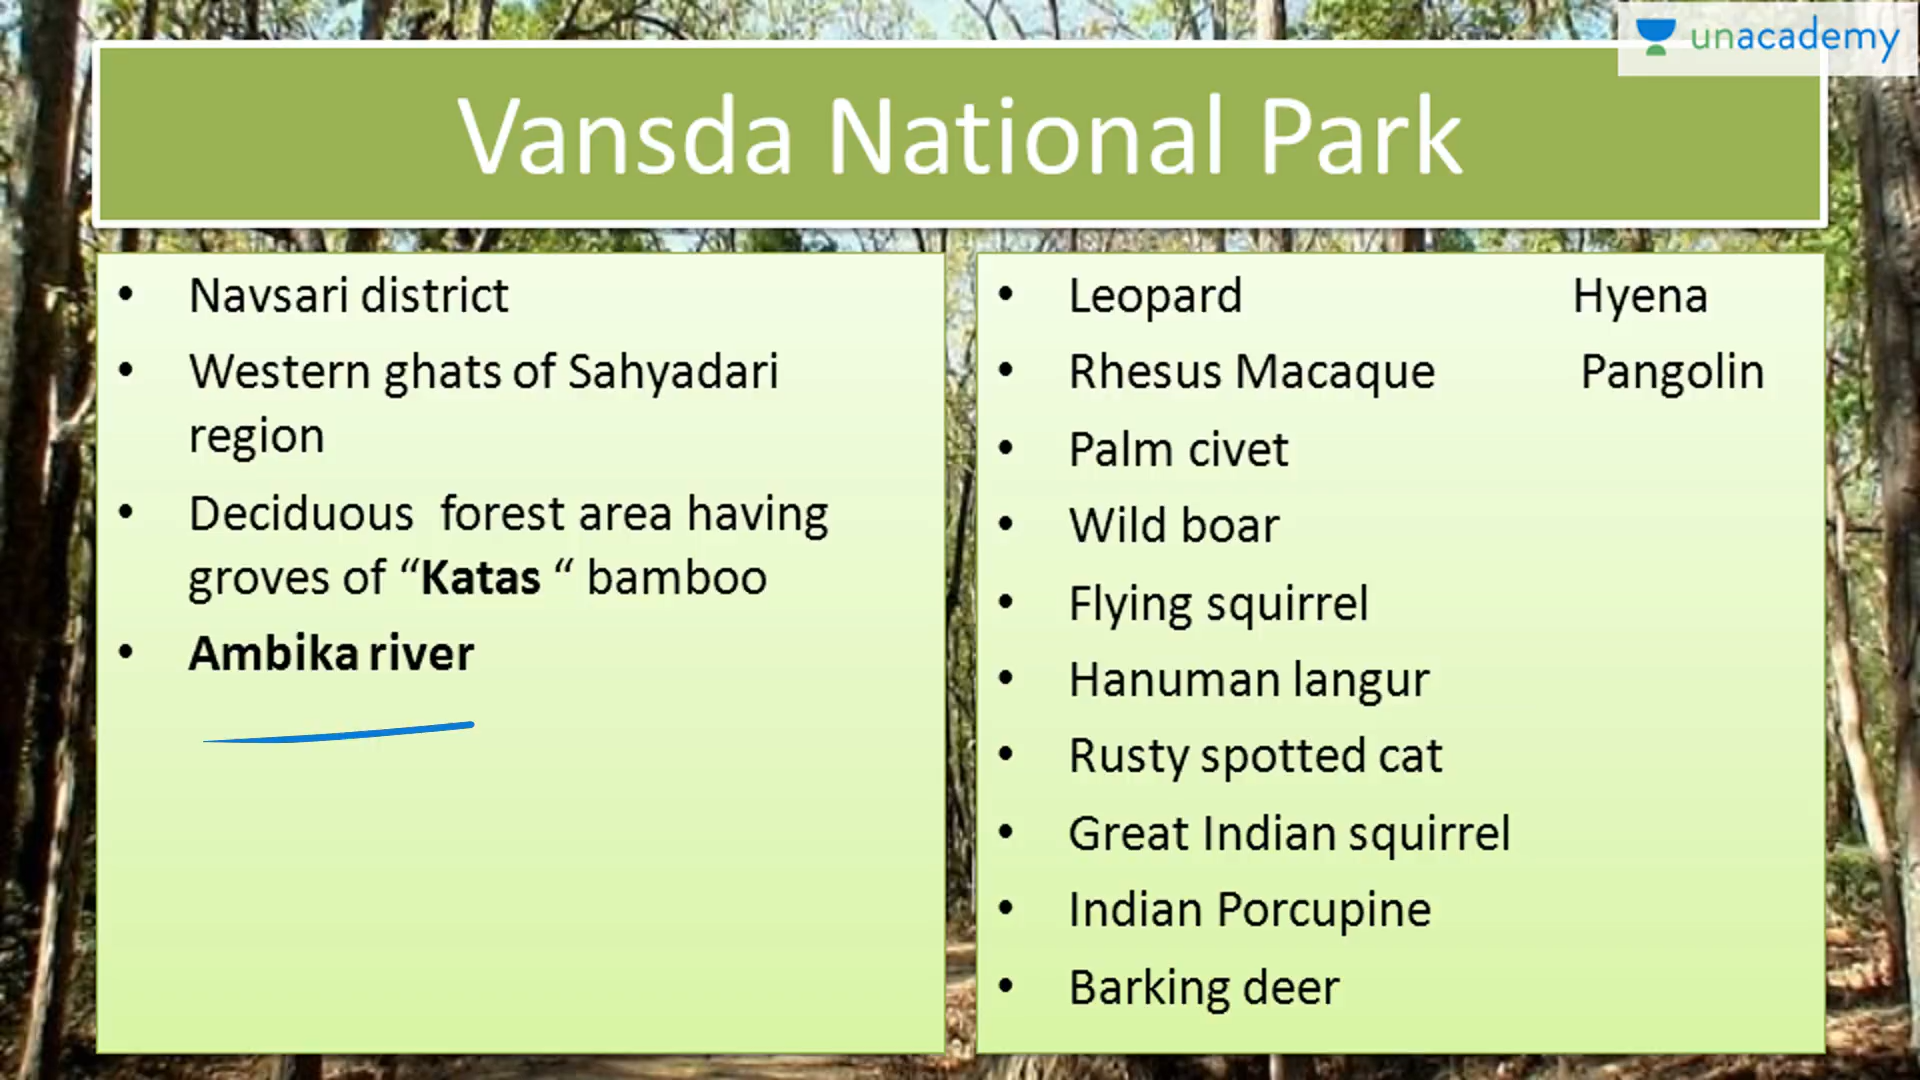 unacademy
Vansda National Park
• Navsari district
• Western ghats of Sahyadari
region
• Deciduous forest area having
groves of “Katas “ bamboo
• Ambika river
• Leopard Hyena
• Rhesus Macaque Pangolin
• Palm civet
• Wild boar
• Flying squirrel
• Hanuman langur
• Rusty spotted cat
• Great Indian squirrel
• Indian Porcupine
• Barking deer